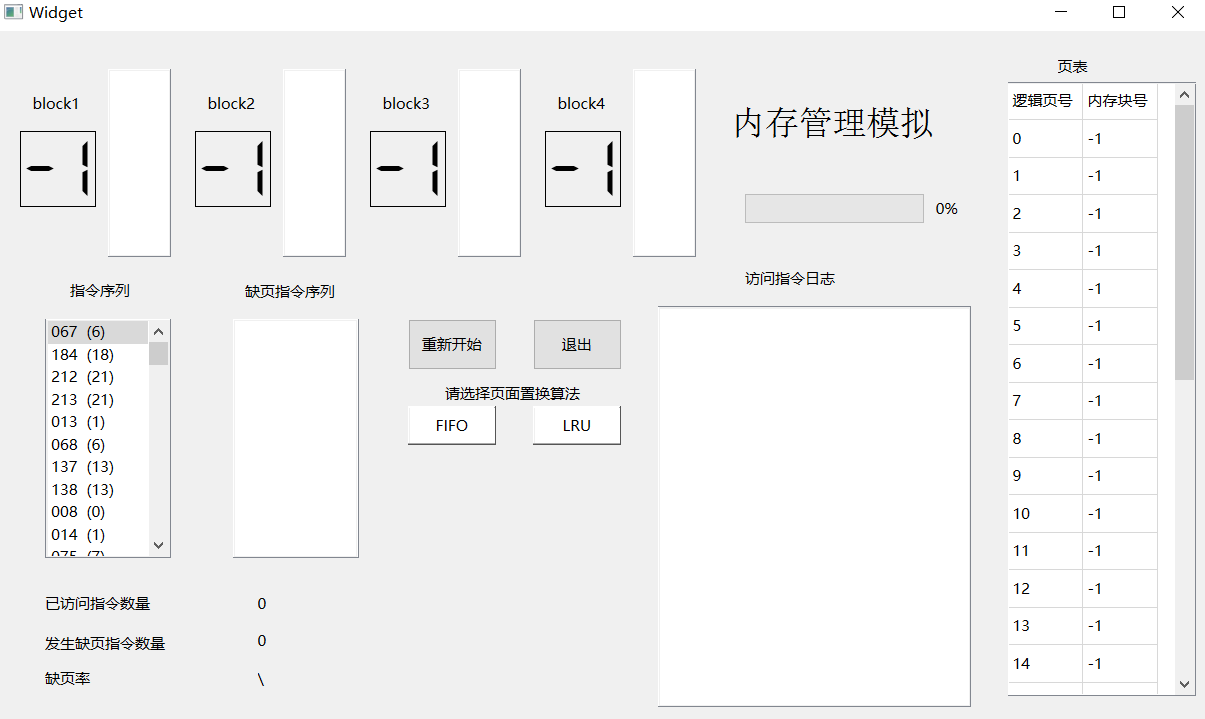 Widget
block1
block2
block3
block4
-1
-1
-1
-1
内存管理模拟
0%
指令序列
缺页指令序列
访问指令日志
067 (6)
184 (18)
212 (21)
213 (21)
013 (1)
068 (6)
137 (13)
138 (13)
008 (0)
014 (1)
075 (7)
重新开始
退出
请选择页面置换算法
FIFO
LRU
已访问指令数量 0
发生缺页指令数量 0
缺页率 \
页表
逻辑页号 内存块号
0 -1
1 -1
2 -1
3 -1
4 -1
5 -1
6 -1
7 -1
8 -1
9 -1
10 -1
11 -1
12 -1
13 -1
14 -1